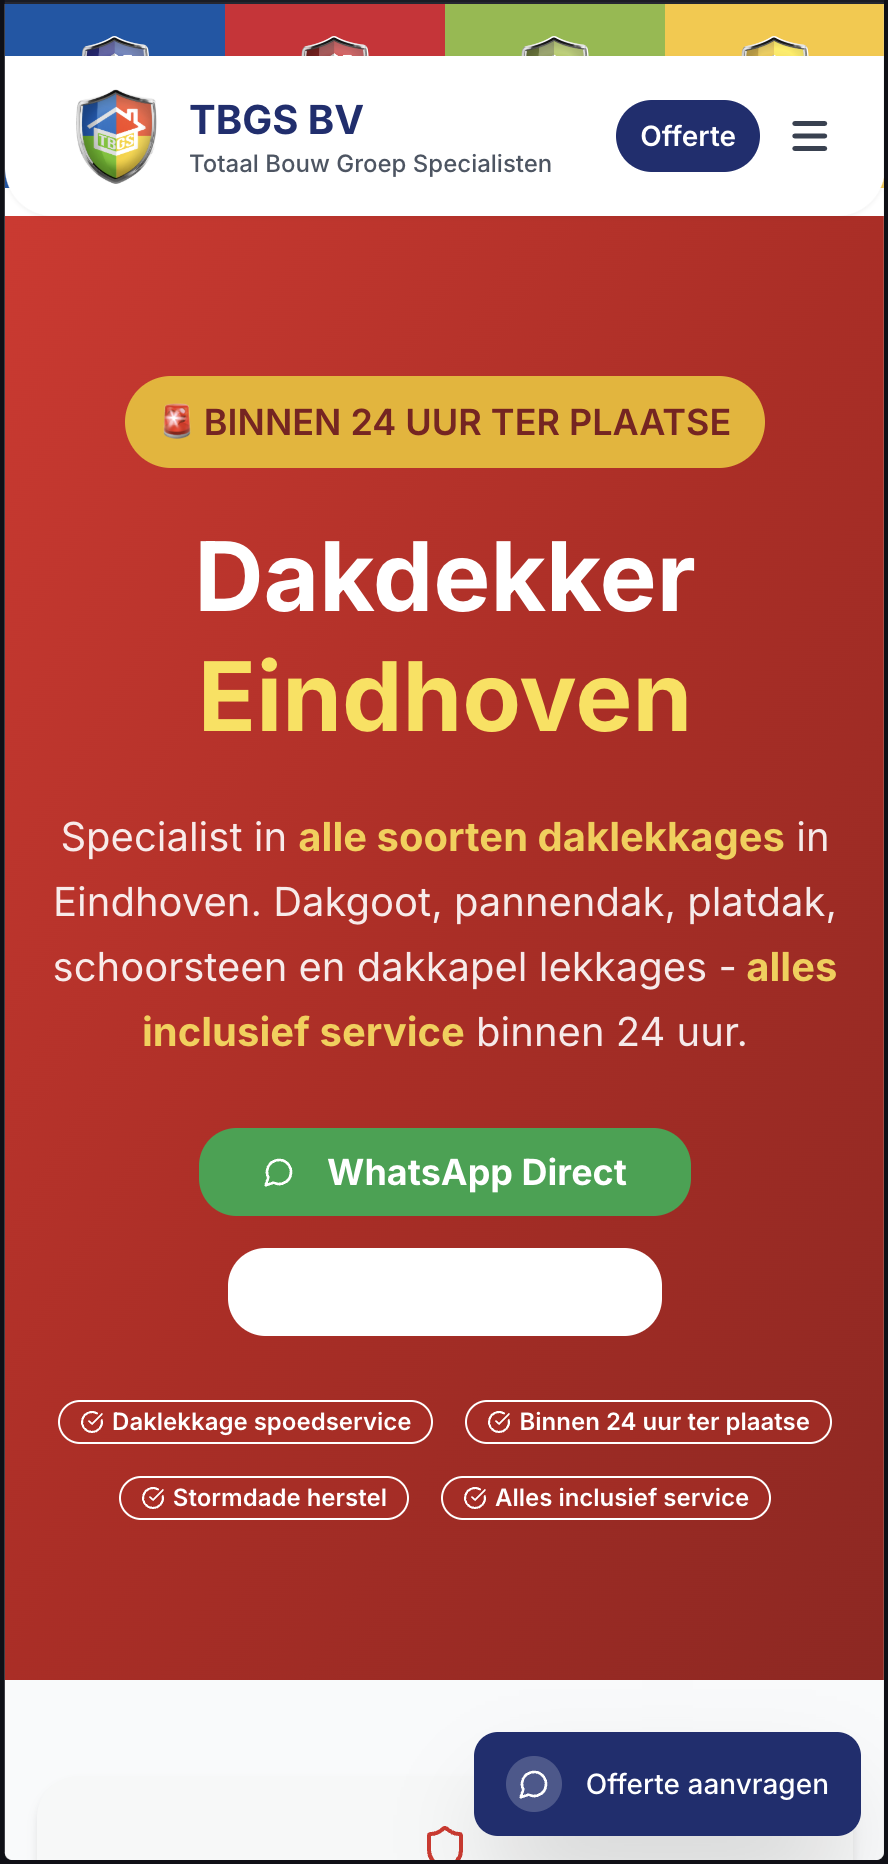 TBGS BV
Totaal Bouw Groep Specialisten
TBGS
Offerte
BINNEN 24 UUR TER PLAATSE
Dakdekker
Eindhoven
Specialist in alle soorten daklekkages in
Eindhoven. Dakgoot, pannendak, platdak,
schoorsteen en dakkapel lekkages - alles
inclusief service binnen 24 uur.
WhatsApp Direct
Daklekkage spoedservice
Binnen 24 uur ter plaatse
Stormdade herstel
Alles inclusief service
Offerte aanvragen